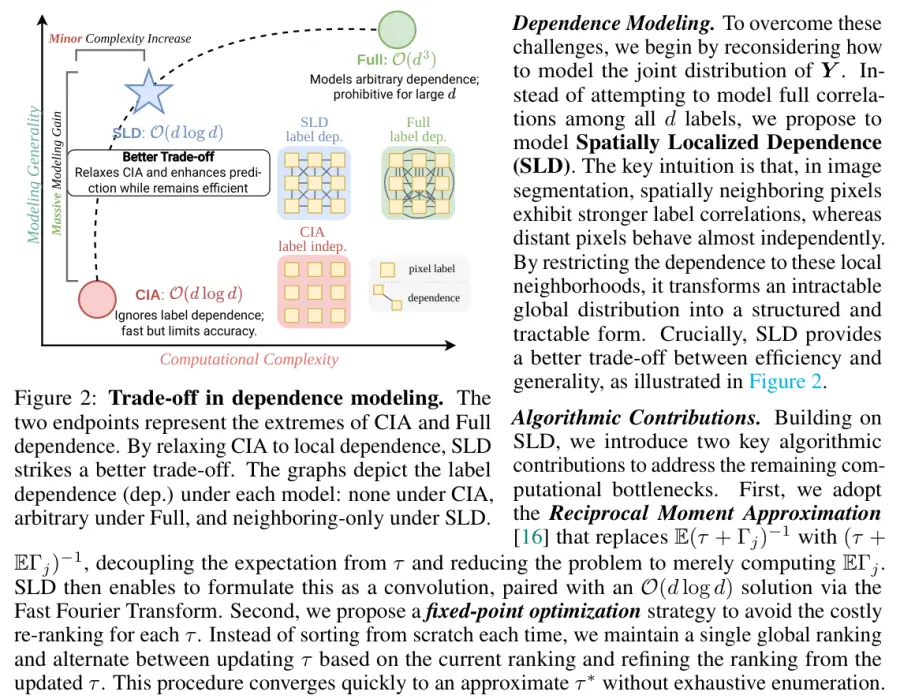 Minor Complexity Increase
Modeling Generality
Massive Modeling Gain
Full: O(d³)
Models arbitrary dependence;
prohibitive for large d
SLD: O(d log d)
Better Trade-off
Relaxes CIA and enhances predi-
ction while remains efficient
SLD
label dep.
Full
label dep.
CIA
label indep.
pixel label
dependence
CIA: O(d log d)
Ignores label dependence;
fast but limits accuracy.
Computational Complexity
Figure 2: Trade-off in dependence modeling. The
two endpoints represent the extremes of CIA and Full
dependence. By relaxing CIA to local dependence, SLD
strikes a better trade-off. The graphs depict the label
dependence (dep.) under each model: none under CIA,
arbitrary under Full, and neighboring-only under SLD.
Dependence Modeling. To overcome these
challenges, we begin by reconsidering how
to model the joint distribution of Y. In-
stead of attempting to model full correla-
tions among all d labels, we propose to
model Spatially Localized Dependence
(SLD). The key intuition is that, in image
segmentation, spatially neighboring pixels
exhibit stronger label correlations, whereas
distant pixels behave almost independently.
By restricting the dependence to these local
neighborhoods, it transforms an intractable
global distribution into a structured and
tractable form. Crucially, SLD provides
a better trade-off between efficiency and
generality, as illustrated in Figure 2.
Algorithmic Contributions. Building on
SLD, we introduce two key algorithmic
contributions to address the remaining com-
putational bottlenecks. First, we adopt
the Reciprocal Moment Approximation
[16] that replaces 𝔼(τ + Γⱼ)⁻¹ with (τ +
𝔼Γⱼ)⁻¹, decoupling the expectation from τ and reducing the problem to merely computing 𝔼Γⱼ.
SLD then enables to formulate this as a convolution, paired with an O(d log d) solution via the
Fast Fourier Transform. Second, we propose a fixed-point optimization strategy to avoid the costly
re-ranking for each τ. Instead of sorting from scratch each time, we maintain a single global ranking
and alternate between updating τ based on the current ranking and refining the ranking from the
updated τ. This procedure converges quickly to an approximate τ* without exhaustive enumeration.